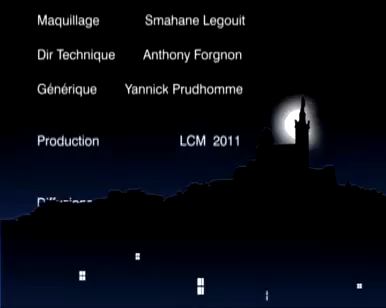 Maquillage Smahane Legouit
Dir Technique Anthony Forgnon
Générique Yannick Prudhomme
Production LCM 2011